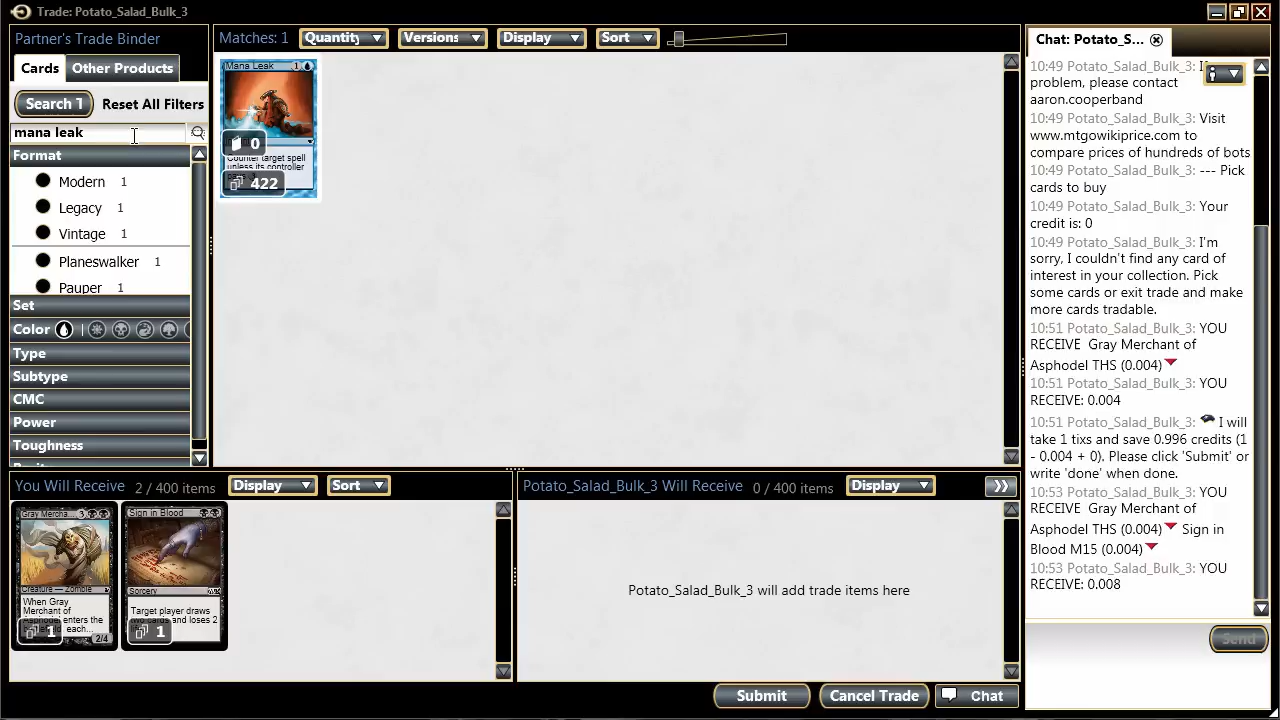 Trade: Potato_Salad_Bulk_3
Partner's Trade Binder
Cards
Other Products
Search T
Reset All Filters
mana leak
Format
Modern 1
Legacy 1
Vintage 1
Planeswalker 1
Pauper 1
Set
Color
Type
Subtype
CMC
Power
Toughness
Matches: 1
Quantity
Versions
Display
Sort
Mana Leak 1
0
Counter target spell
unless its controller
422
Chat: Potato_S...
10:49 Potato_Salad_Bulk_3:
problem, please contact
aaron.cooperband
10:49 Potato_Salad_Bulk_3: Visit
www.mtgowikiprice.com to
compare prices of hundreds of bots
10:49 Potato_Salad_Bulk_3: --- Pick
cards to buy
10:49 Potato_Salad_Bulk_3: Your
credit is: 0
10:49 Potato_Salad_Bulk_3: I'm
sorry, I couldn't find any card of
interest in your collection. Pick
some cards or exit trade and make
more cards tradable.
10:51 Potato_Salad_Bulk_3: YOU
RECEIVE Gray Merchant of
Asphodel THS (0.004)
10:51 Potato_Salad_Bulk_3: YOU
RECEIVE: 0.004
10:51 Potato_Salad_Bulk_3: I will
take 1 tixs and save 0.996 credits (1
- 0.004 + 0). Please click 'Submit' or
write 'done' when done.
10:53 Potato_Salad_Bulk_3: YOU
RECEIVE Gray Merchant of
Asphodel THS (0.004) Sign in
Blood M15 (0.004)
10:53 Potato_Salad_Bulk_3: YOU
RECEIVE: 0.008
Send
You Will Receive 2 / 400 items
Display
Sort
Gray Mercha... 3
Creature — Zombie
When Gray
Merchant of
Asphodel enters the
each...
1
2/4
Sign in Blood
Sorcery
Target player draws
two cards and loses 2
1
Potato_Salad_Bulk_3 Will Receive 0 / 400 items
Display
Potato_Salad_Bulk_3 will add trade items here
Submit
Cancel Trade
Chat